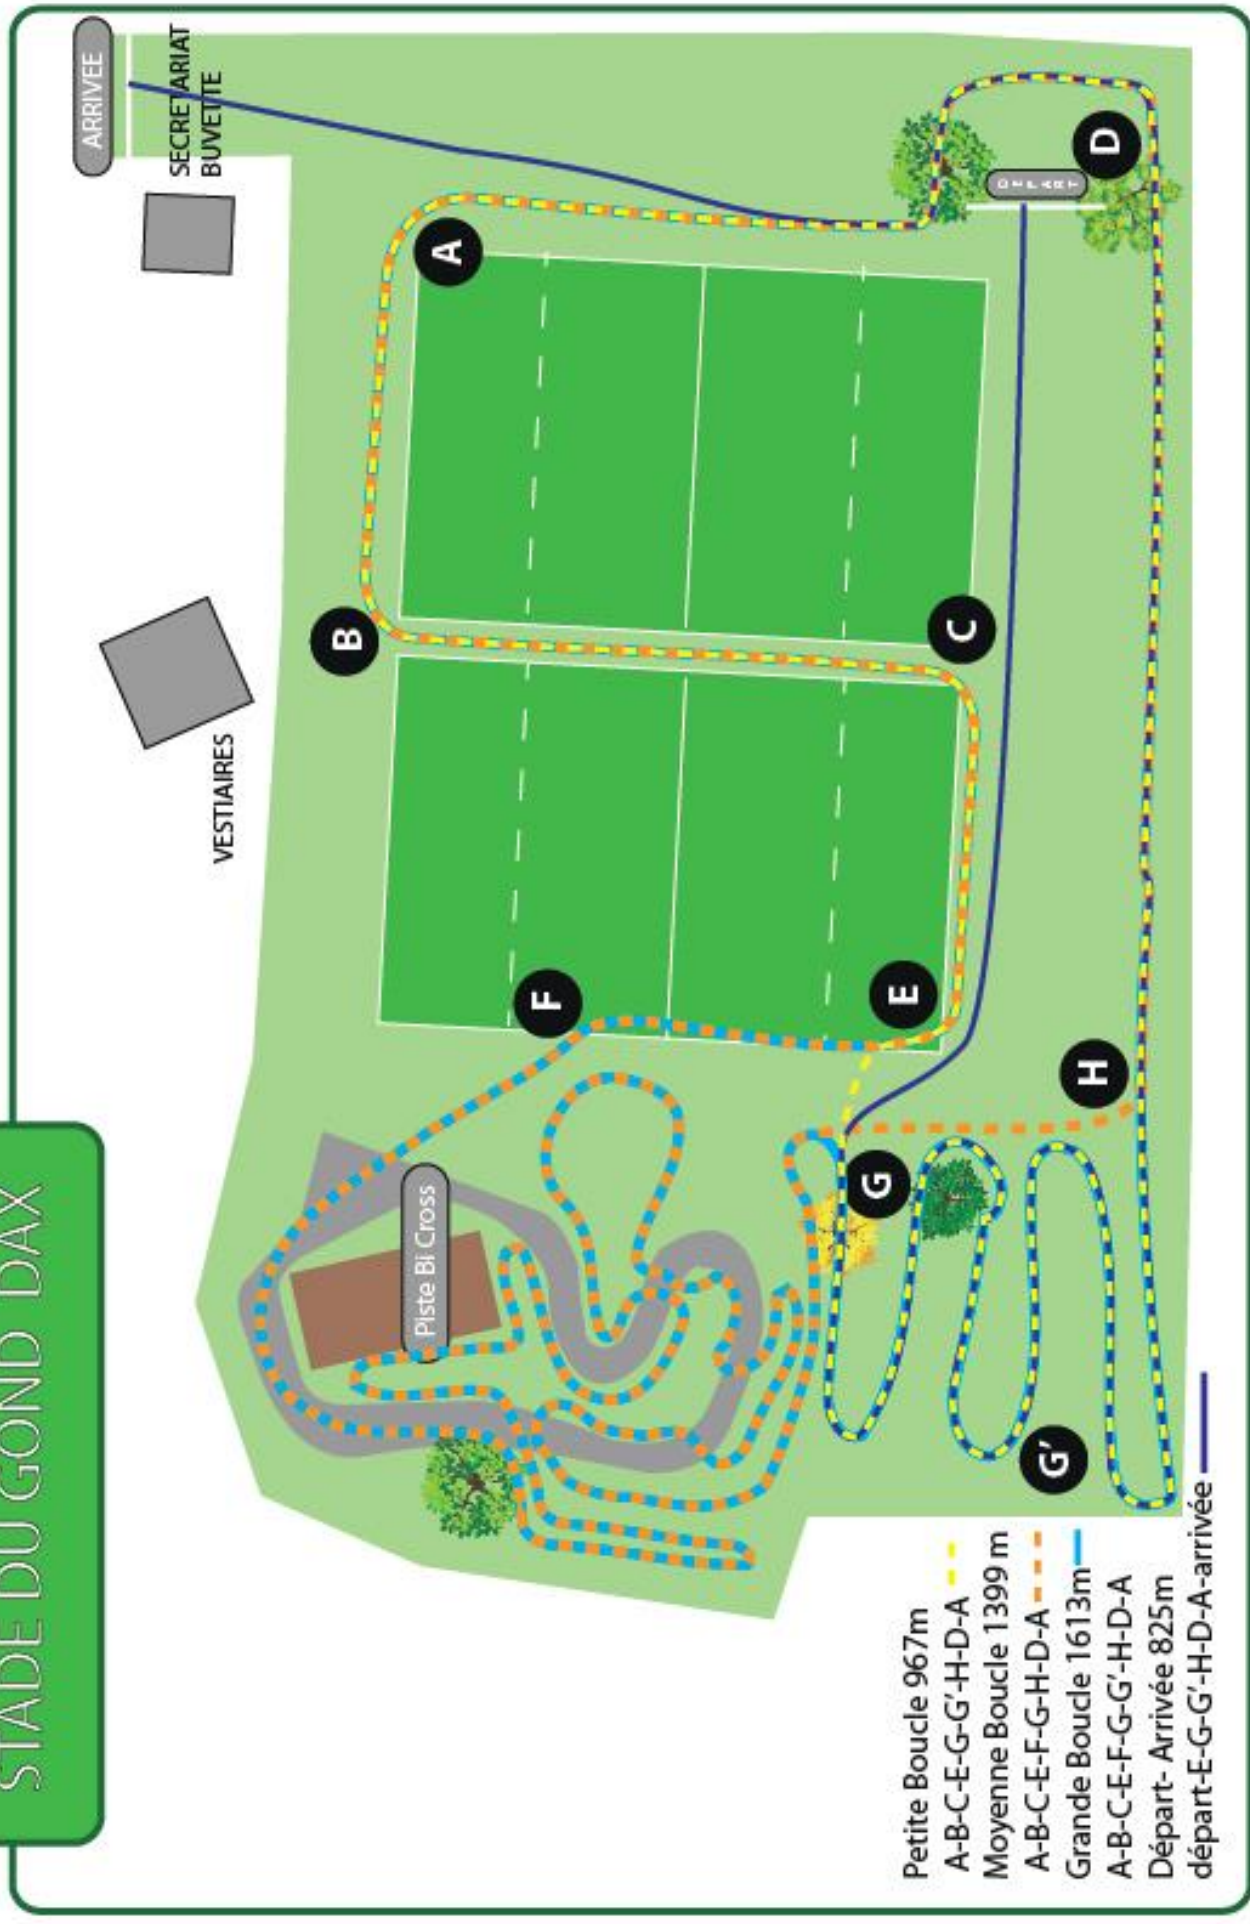 STADE DU GOND DAX
ARRIVEE
SECRETARIAT
BUVETTE
VESTIAIRES
Piste Bi Cross
DEPART
A
B
C
D
E
F
G
G'
H
Petite Boucle 967m
A-B-C-E-G-G'-H-D-A
Moyenne Boucle 1399 m
A-B-C-E-F-G-H-D-A
Grande Boucle 1613m
A-B-C-E-F-G-G'-H-D-A
Départ- Arrivée 825m
départ-E-G-G'-H-D-A-arrivée